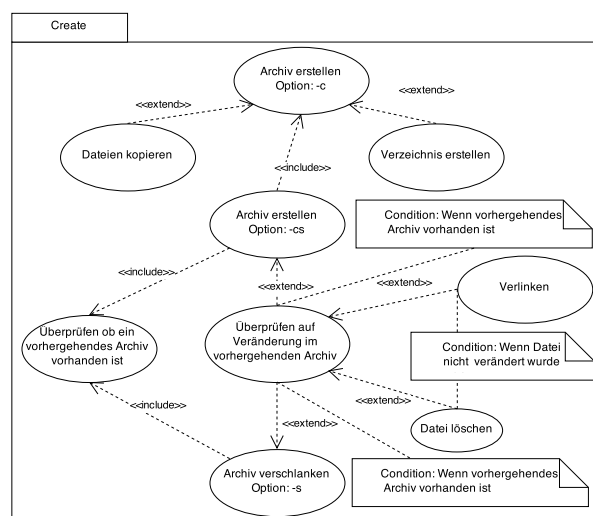 Create
Archiv erstellen
Option: -c
<<extend>>
<<extend>>
Dateien kopieren
Verzeichnis erstellen
<<include>>
Archiv erstellen
Option: -cs
Condition: Wenn vorhergehendes
Archiv vorhanden ist
<<include>>
<<extend>>
<<extend>>
Verlinken
Überprüfen ob ein
vorhergehendes Archiv
vorhanden ist
Überprüfen auf
Veränderung im
vorhergehenden Archiv
Condition: Wenn Datei
nicht verändert wurde
<<include>>
<<extend>>
<<extend>>
Datei löschen
Archiv verschlanken
Option: -s
Condition: Wenn vorhergehendes
Archiv vorhanden ist